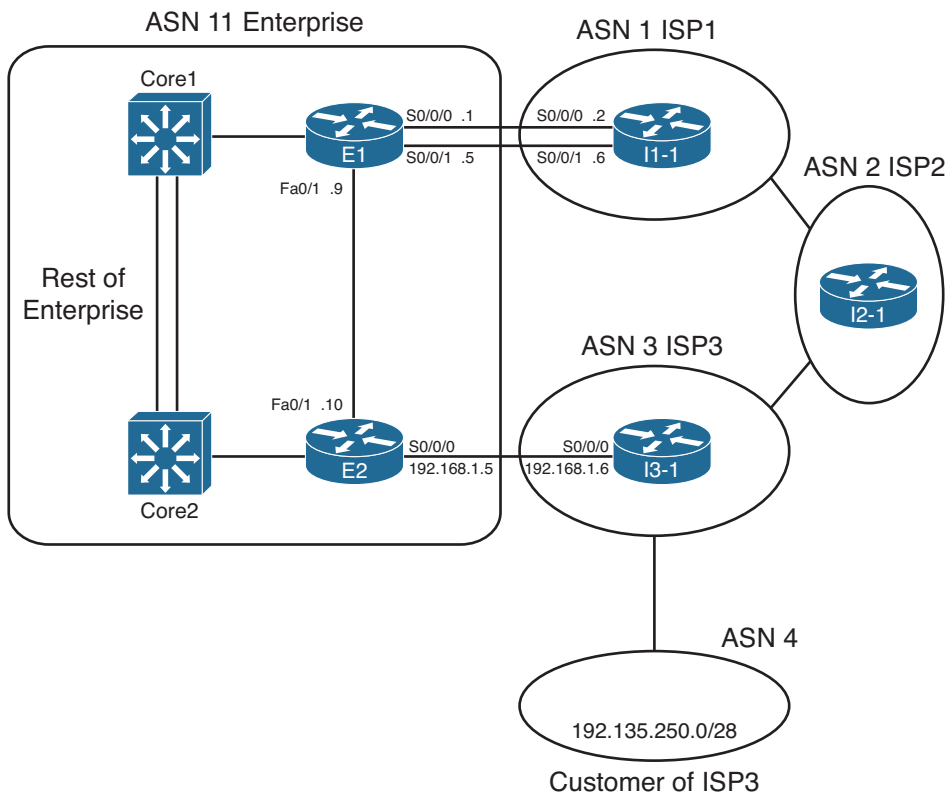 ASN 11 Enterprise
ASN 1 ISP1
Core1
S0/0/0 .1
S0/0/0 .2
E1
I1-1
S0/0/1 .5
S0/0/1 .6
ASN 2 ISP2
Fa0/1 .9
Rest of
Enterprise
I2-1
ASN 3 ISP3
Fa0/1 .10
S0/0/0
S0/0/0
E2
192.168.1.5
192.168.1.6
I3-1
Core2
ASN 4
192.135.250.0/28
Customer of ISP3